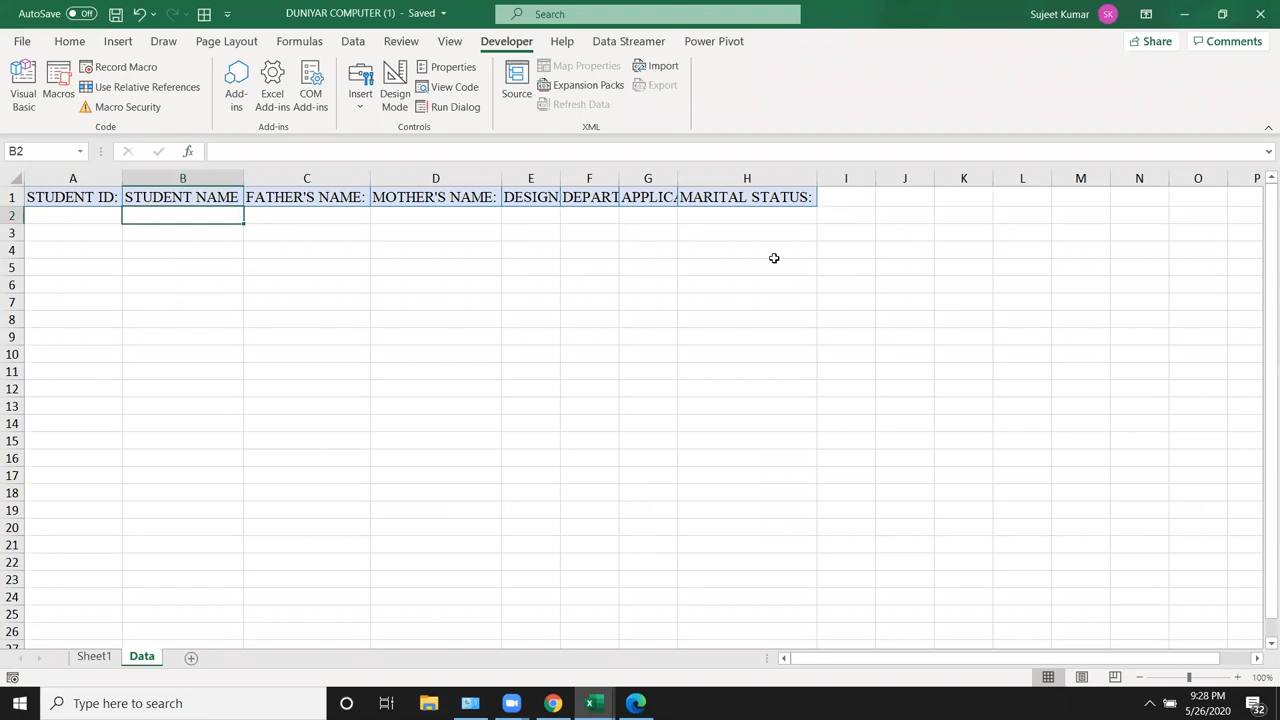 AutoSave Off DUNIYAR COMPUTER (1) - Saved Search Sujeet Kumar SK
File Home Insert Draw Page Layout Formulas Data Review View Developer Help Data Streamer Power Pivot Share Comments
Visual Basic
Macros
Record Macro
Use Relative References
Macro Security
Code
Add-ins
Excel Add-ins
COM Add-ins
Add-ins
Insert
Design Mode
Properties
View Code
Run Dialog
Controls
Source
Map Properties
Expansion Packs
Refresh Data
Import
Export
XML
B2 fx
A B C D E F G H I J K L M N O P
1 STUDENT ID: STUDENT NAME FATHER'S NAME: MOTHER'S NAME: DESIGN DEPART APPLICA MARITAL STATUS:
2
3
4
5
6
7
8
9
10
11
12
13
14
15
16
17
18
19
20
21
22
23
24
25
26
27
Sheet1 Data
100%
Type here to search
9:28 PM
5/26/2020
32